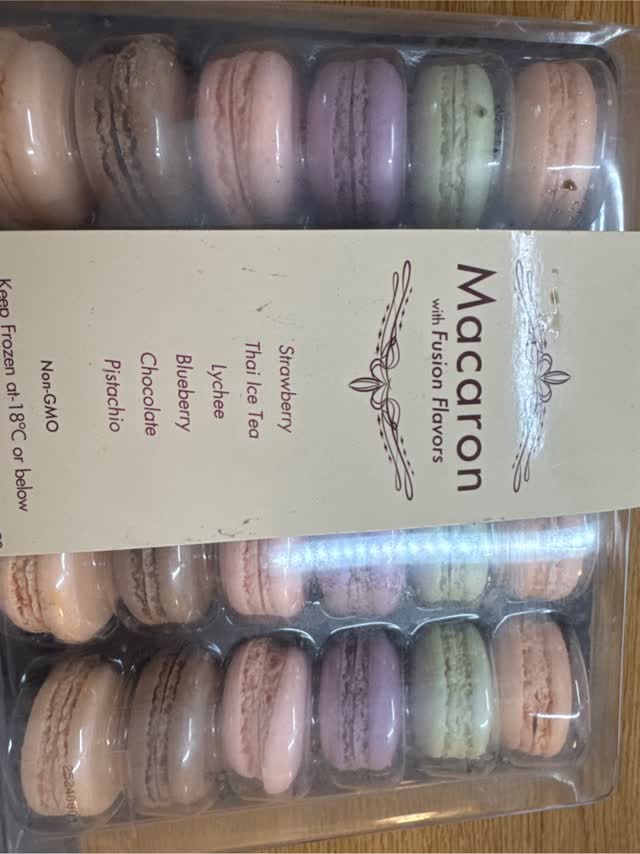 Macaron
with Fusion Flavors
Strawberry
Thai Ice Tea
Lychee
Blueberry
Chocolate
Pistachio
Non-GMO
Keep Frozen at-18°C or below